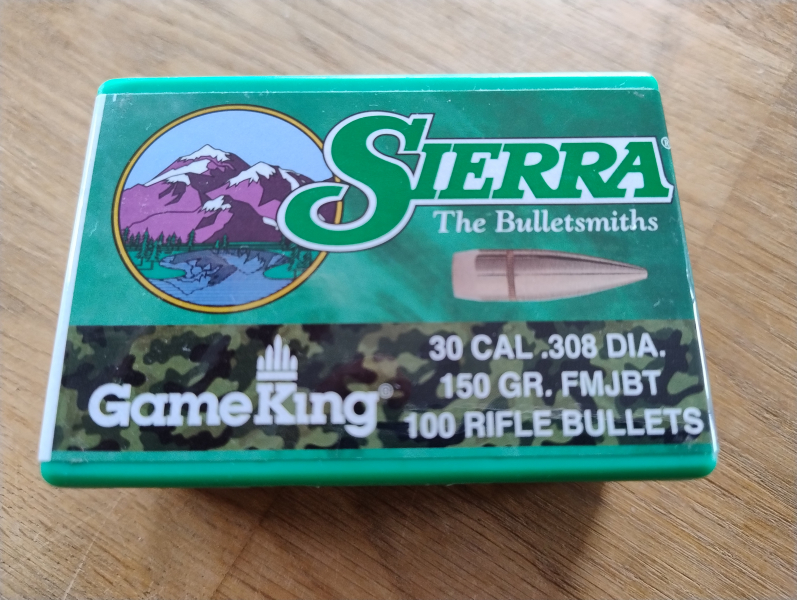 SIERRA®
The Bulletsmiths
30 CAL .308 DIA.
150 GR. FMJBT
100 RIFLE BULLETS
GameKing®